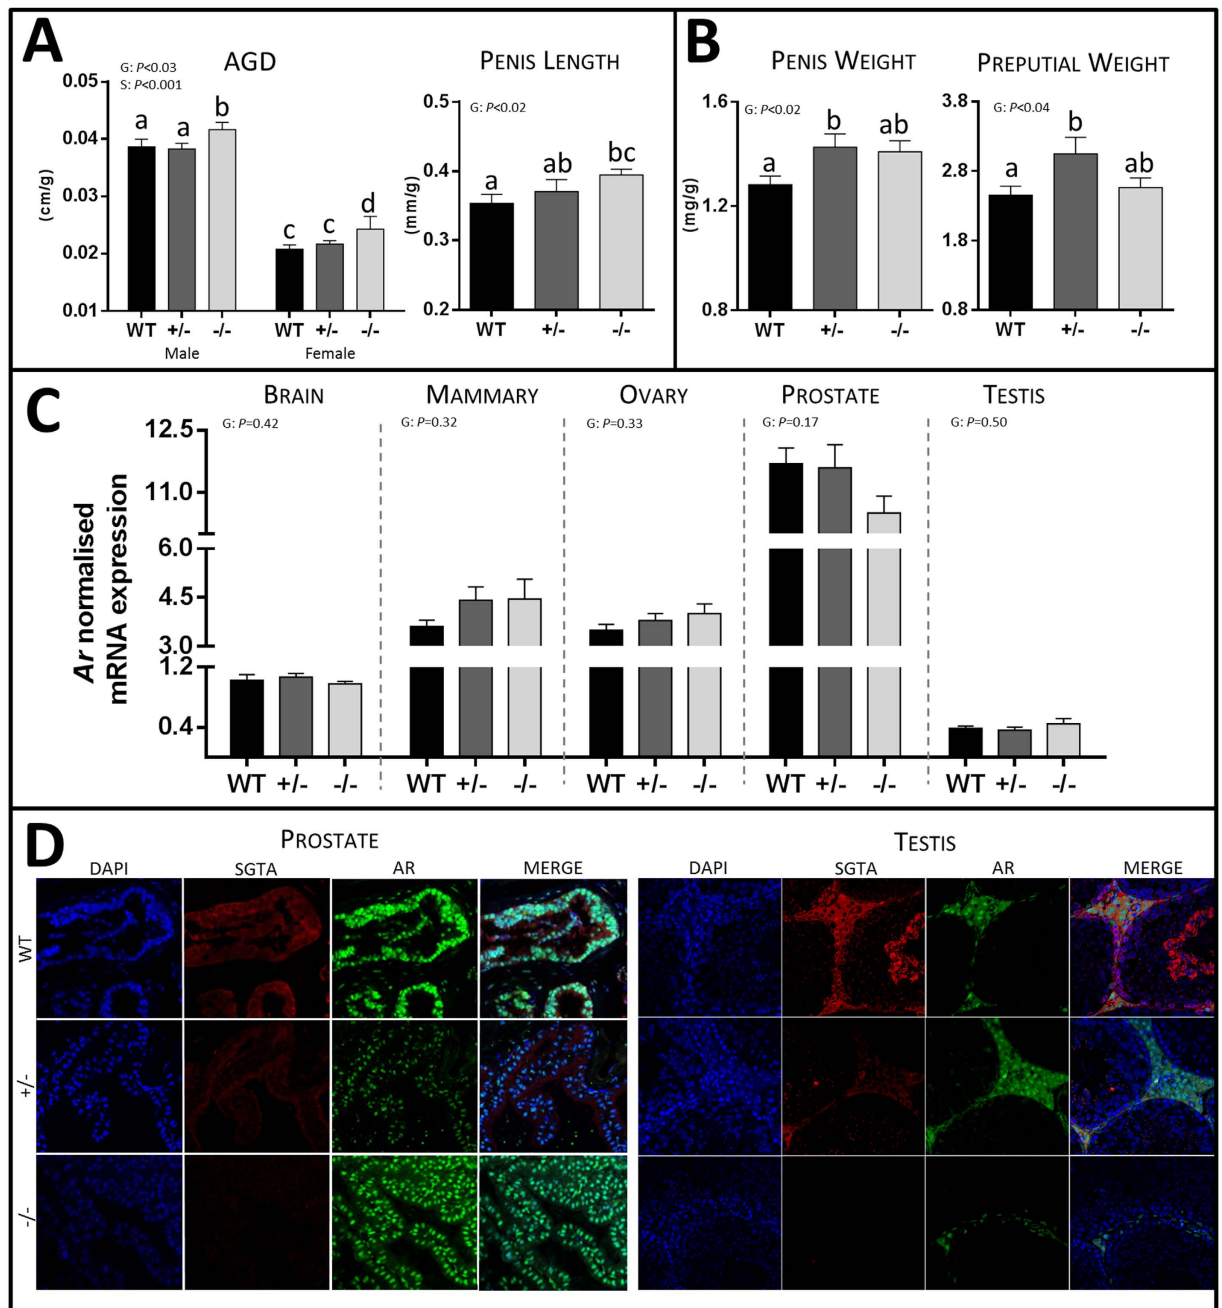 A
AGD
G: P<0.03
S: P<0.001
0.05
0.04
0.03
0.02
0.01
(cm/g)
a a b
c c d
WT +/- -/- WT +/- -/-
Male Female
PENIS LENGTH
G: P<0.02
0.5
0.4
0.3
0.2
(mm/g)
a ab bc
WT +/- -/-
B
PENIS WEIGHT
G: P<0.02
1.6
1.2
0.8
(mg/g)
a b ab
WT +/- -/-
PREPUTIAL WEIGHT
G: P<0.04
3.8
2.8
1.8
0.8
a b ab
WT +/- -/-
C
BRAIN MAMMARY OVARY PROSTATE TESTIS
G: P=0.42 G: P=0.32 G: P=0.33 G: P=0.17 G: P=0.50
12.5
11.0
6.0
4.5
3.0
1.2
0.4
Ar normalised
mRNA expression
WT +/- -/- WT +/- -/- WT +/- -/- WT +/- -/- WT +/- -/-
D
PROSTATE TESTIS
DAPI SGTA AR MERGE DAPI SGTA AR MERGE
WT
+/-
-/-